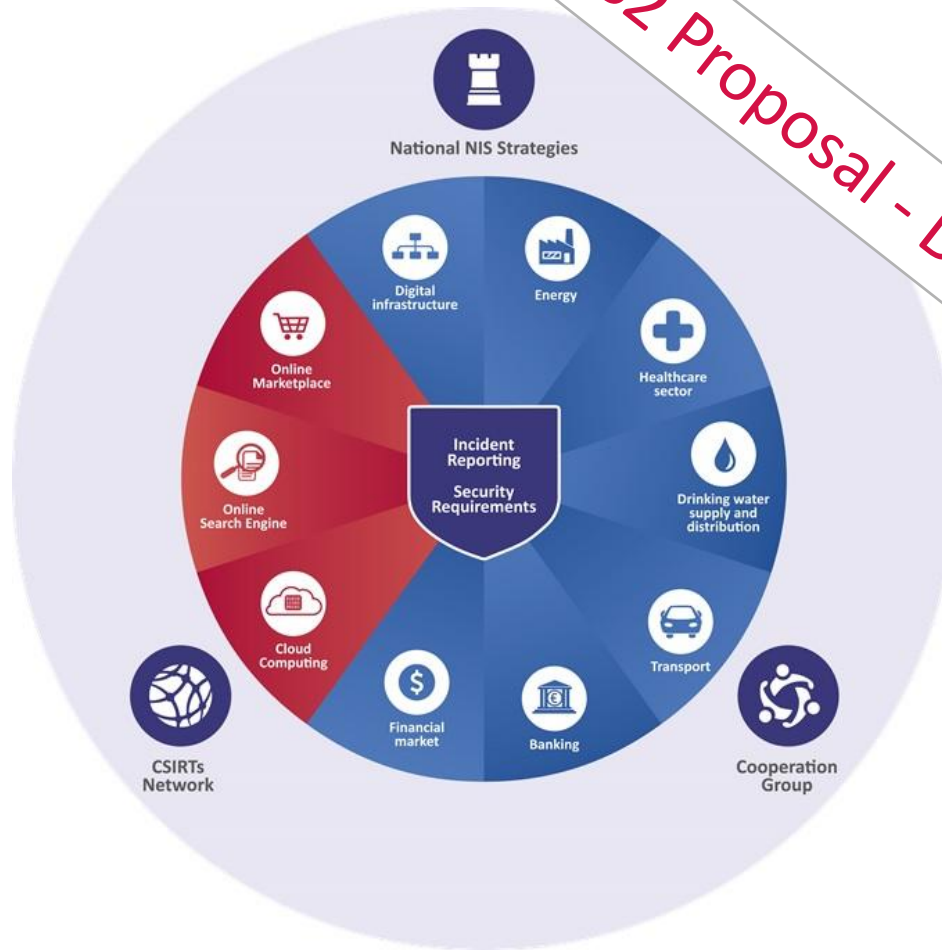 S2 Proposal - D
National NIS Strategies
Digital
infrastructure
Energy
Online
Marketplace
Healthcare
sector
Incident
Reporting
Security
Requirements
Online
Search Engine
Drinking water
supply and
distribution
Cloud
Computing
Transport
Financial
market
$
Banking
€
CSIRTs
Network
Cooperation
Group